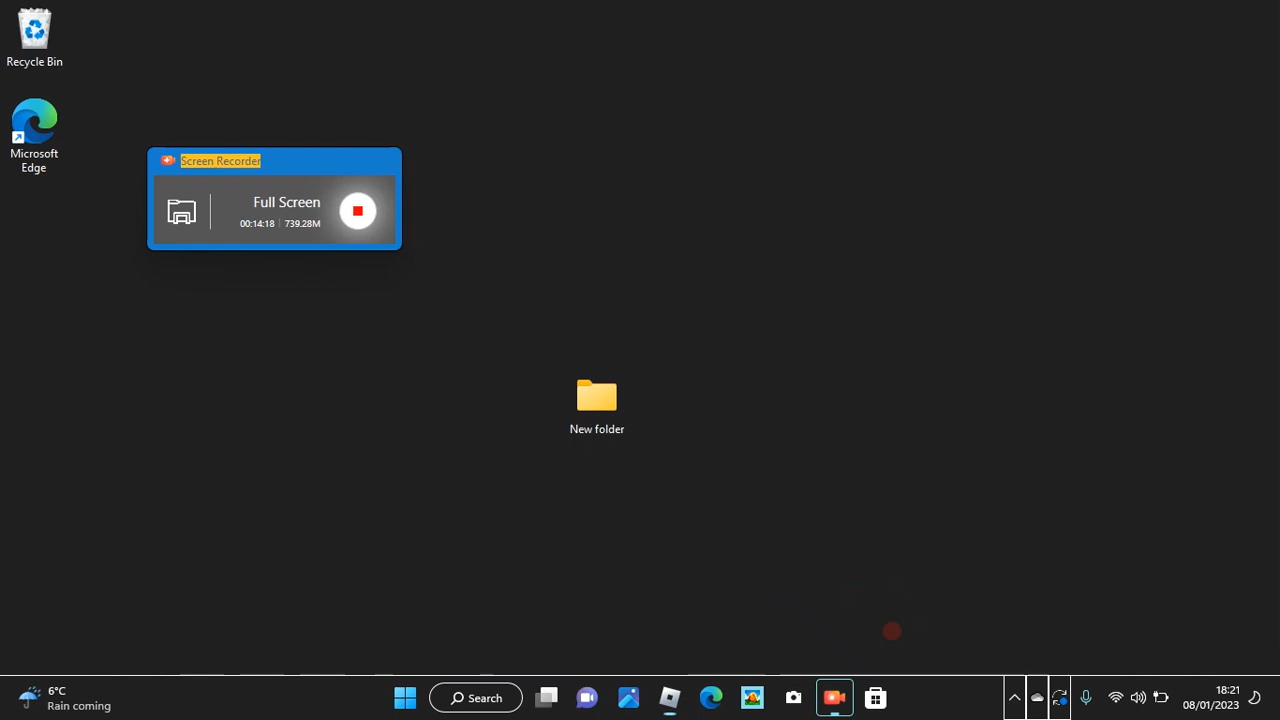 Recycle Bin
Microsoft
Edge
Screen Recorder
Full Screen
00:14:18 | 739.28M
New folder
6°C
Rain coming
Search
18:21
08/01/2023